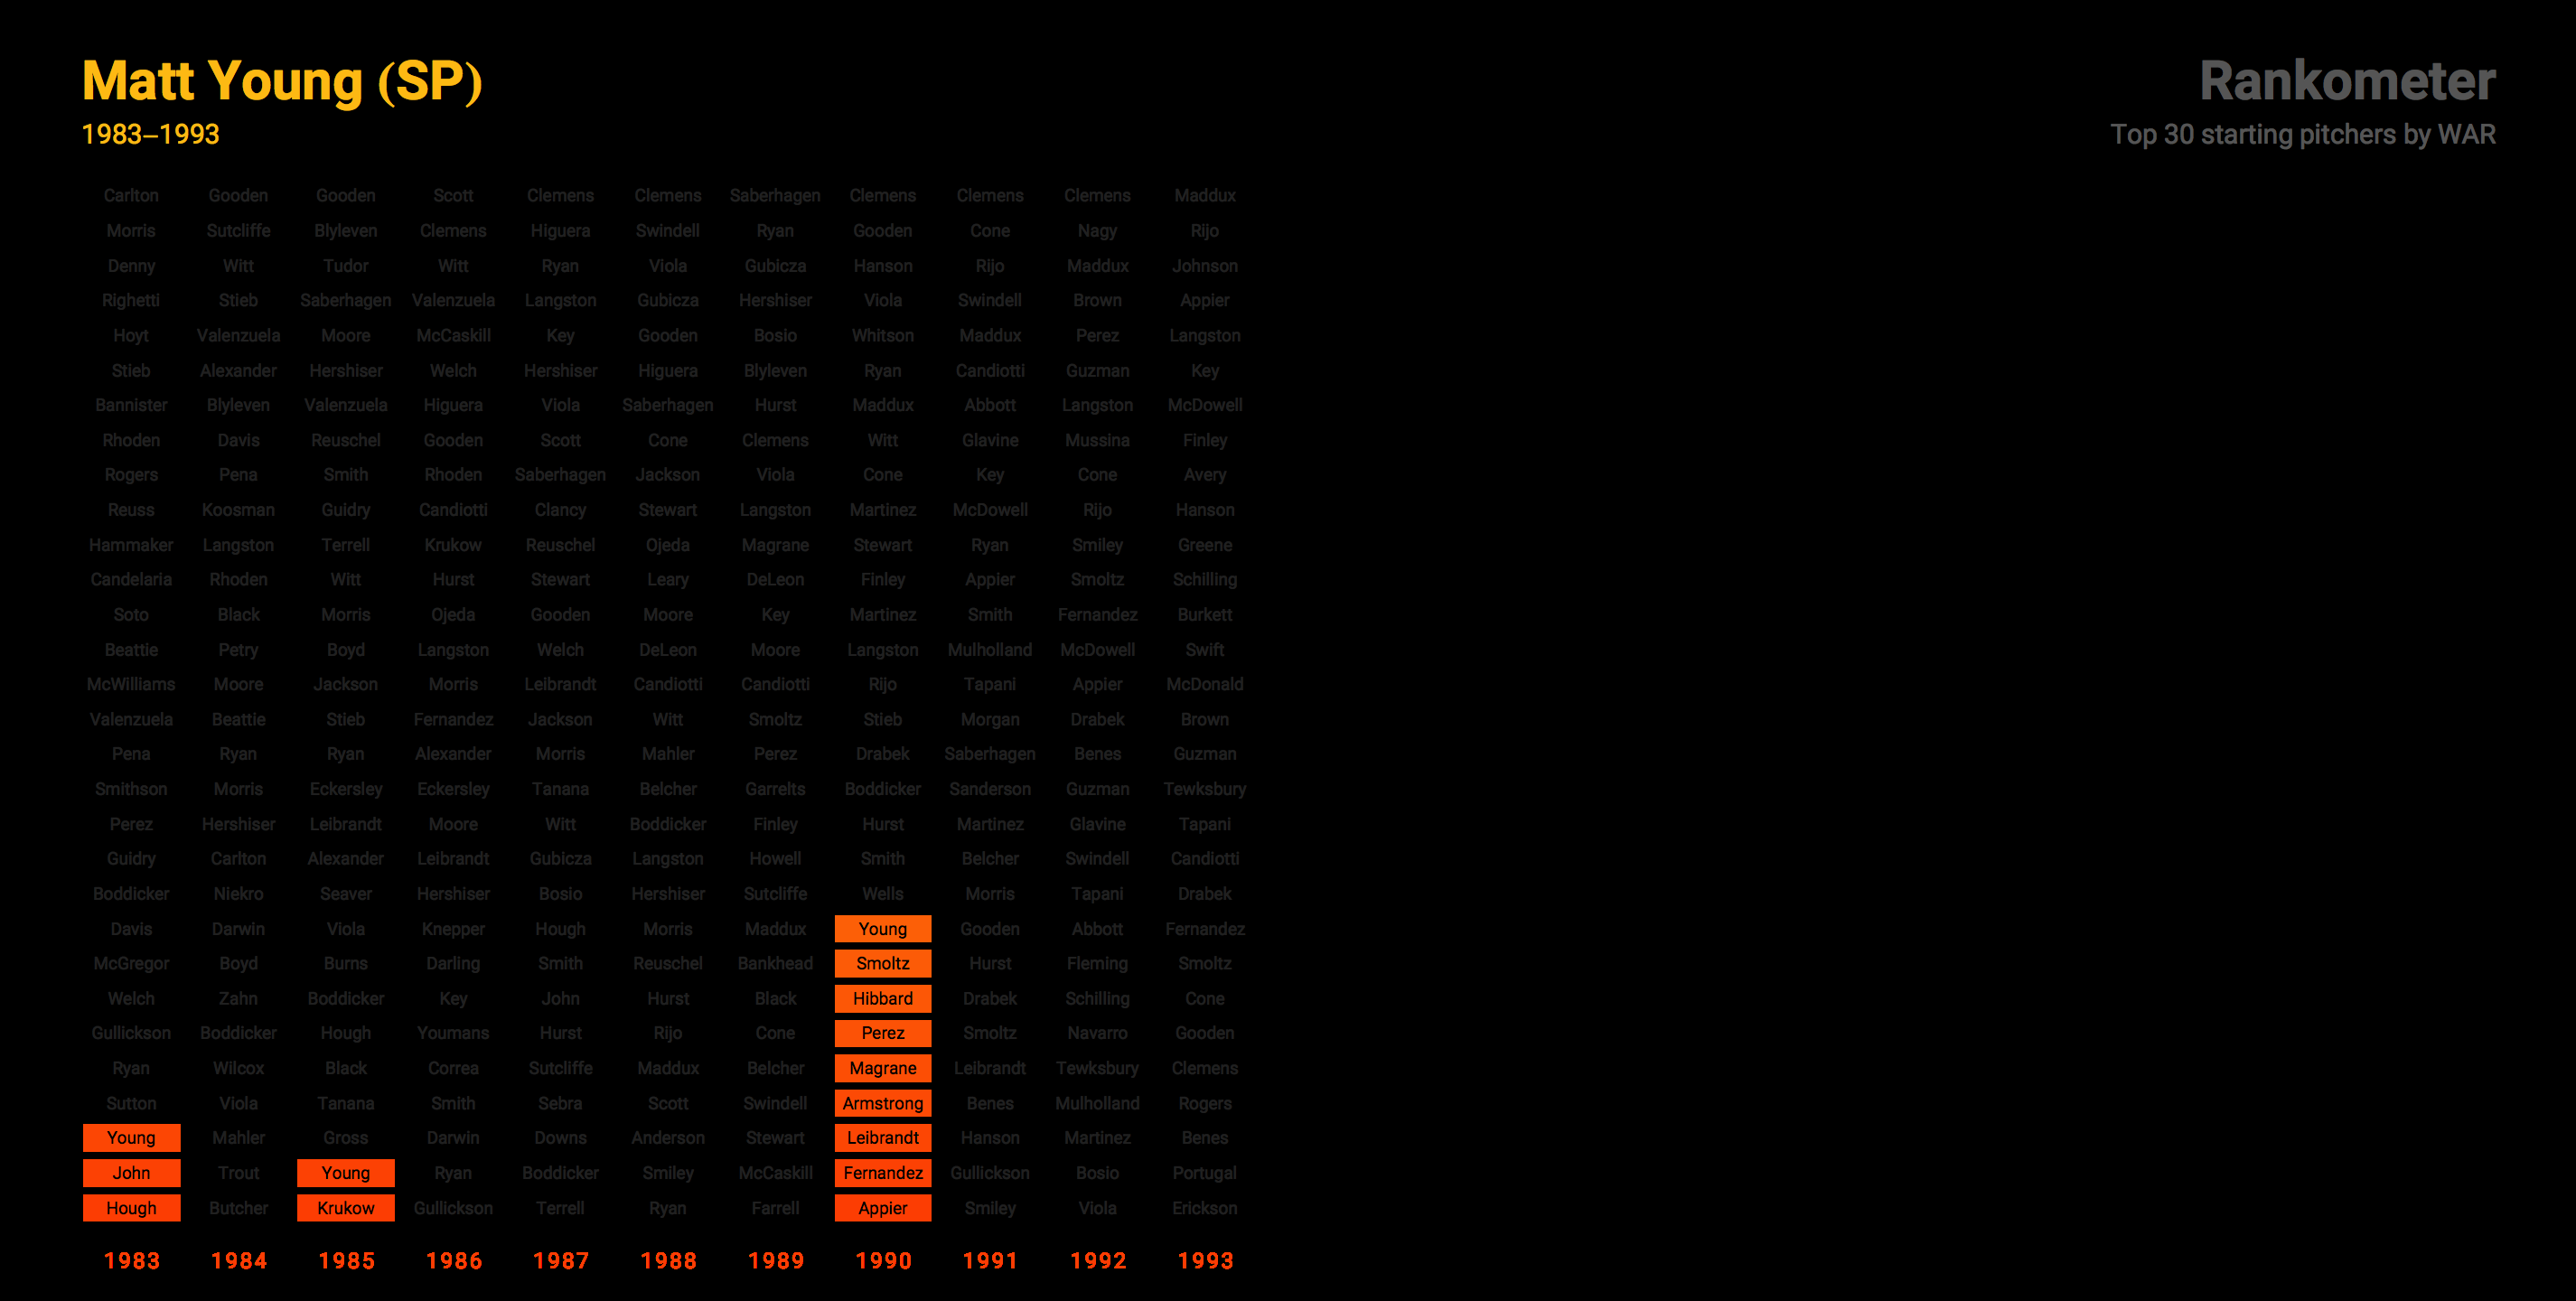 Matt Young (SP)
1983–1993
Rankometer
Top 30 starting pitchers by WAR
Carlton Gooden Gooden Scott Clemens Clemens Saberhagen Clemens Clemens Clemens Maddux
Morris Sutcliffe Blyleven Clemens Higuera Swindell Ryan Gooden Cone Nagy Rijo
Denny Witt Tudor Witt Ryan Viola Gubicza Hanson Rijo Maddux Johnson
Righetti Stieb Saberhagen Valenzuela Langston Gubicza Hershiser Viola Swindell Brown Appier
Hoyt Valenzuela Moore McCaskill Key Gooden Bosio Whitson Maddux Perez Langston
Stieb Alexander Hershiser Welch Hershiser Higuera Blyleven Ryan Candiotti Guzman Key
Bannister Blyleven Valenzuela Higuera Viola Saberhagen Hurst Maddux Abbott Langston McDowell
Rhoden Davis Reuschel Gooden Scott Cone Clemens Witt Glavine Mussina Finley
Rogers Pena Smith Rhoden Saberhagen Jackson Viola Cone Key Cone Avery
Reuss Koosman Guidry Candiotti Clancy Stewart Langston Martinez McDowell Rijo Hanson
Hammaker Langston Terrell Krukow Reuschel Ojeda Magrane Stewart Ryan Smiley Greene
Candelaria Rhoden Witt Hurst Stewart Leary DeLeon Finley Appier Smoltz Schilling
Soto Black Morris Ojeda Gooden Moore Key Martinez Smith Fernandez Burkett
Beattie Petry Boyd Langston Welch DeLeon Moore Langston Mulholland McDowell Swift
McWilliams Moore Jackson Morris Leibrandt Candiotti Candiotti Rijo Tapani Appier McDonald
Valenzuela Beattie Stieb Fernandez Jackson Witt Smoltz Stieb Morgan Drabek Brown
Pena Ryan Ryan Alexander Morris Mahler Perez Drabek Saberhagen Benes Guzman
Smithson Morris Eckersley Eckersley Tanana Belcher Garrelts Boddicker Sanderson Guzman Tewksbury
Perez Hershiser Leibrandt Moore Witt Boddicker Finley Hurst Martinez Glavine Tapani
Guidry Carlton Alexander Leibrandt Gubicza Langston Howell Smith Belcher Swindell Candiotti
Boddicker Niekro Seaver Hershiser Bosio Hershiser Sutcliffe Wells Morris Tapani Drabek
Davis Darwin Viola Knepper Hough Morris Maddux Young Gooden Abbott Fernandez
McGregor Boyd Burns Darling Smith Reuschel Bankhead Smoltz Hurst Fleming Smoltz
Welch Zahn Boddicker Key John Hurst Black Hibbard Drabek Schilling Cone
Gullickson Boddicker Hough Youmans Hurst Rijo Cone Perez Smoltz Navarro Gooden
Ryan Wilcox Black Correa Sutcliffe Maddux Belcher Magrane Leibrandt Tewksbury Clemens
Sutton Viola Tanana Smith Sebra Scott Swindell Armstrong Benes Mulholland Rogers
Young Mahler Gross Darwin Downs Anderson Stewart Leibrandt Hanson Martinez Benes
John Trout Young Ryan Boddicker Smiley McCaskill Fernandez Gullickson Bosio Portugal
Hough Butcher Krukow Gullickson Terrell Ryan Farrell Appier Smiley Viola Erickson
1983 1984 1985 1986 1987 1988 1989 1990 1991 1992 1993